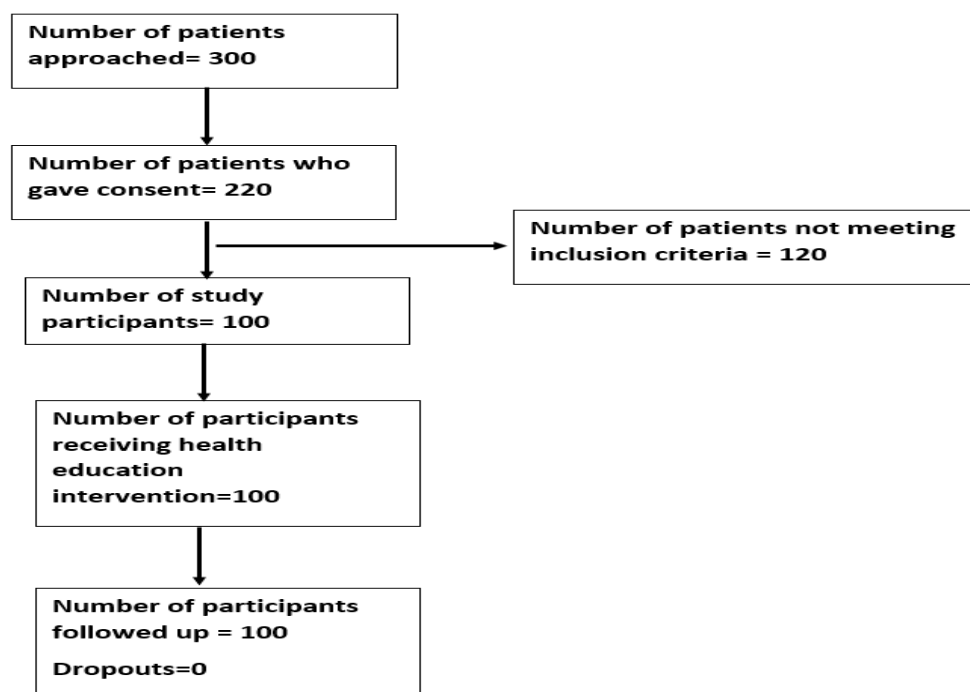 Number of patients
approached= 300
Number of patients who
gave consent= 220
Number of patients not meeting
inclusion criteria = 120
Number of study
participants= 100
Number of participants
receiving health
education
intervention=100
Number of participants
followed up = 100
Dropouts=0